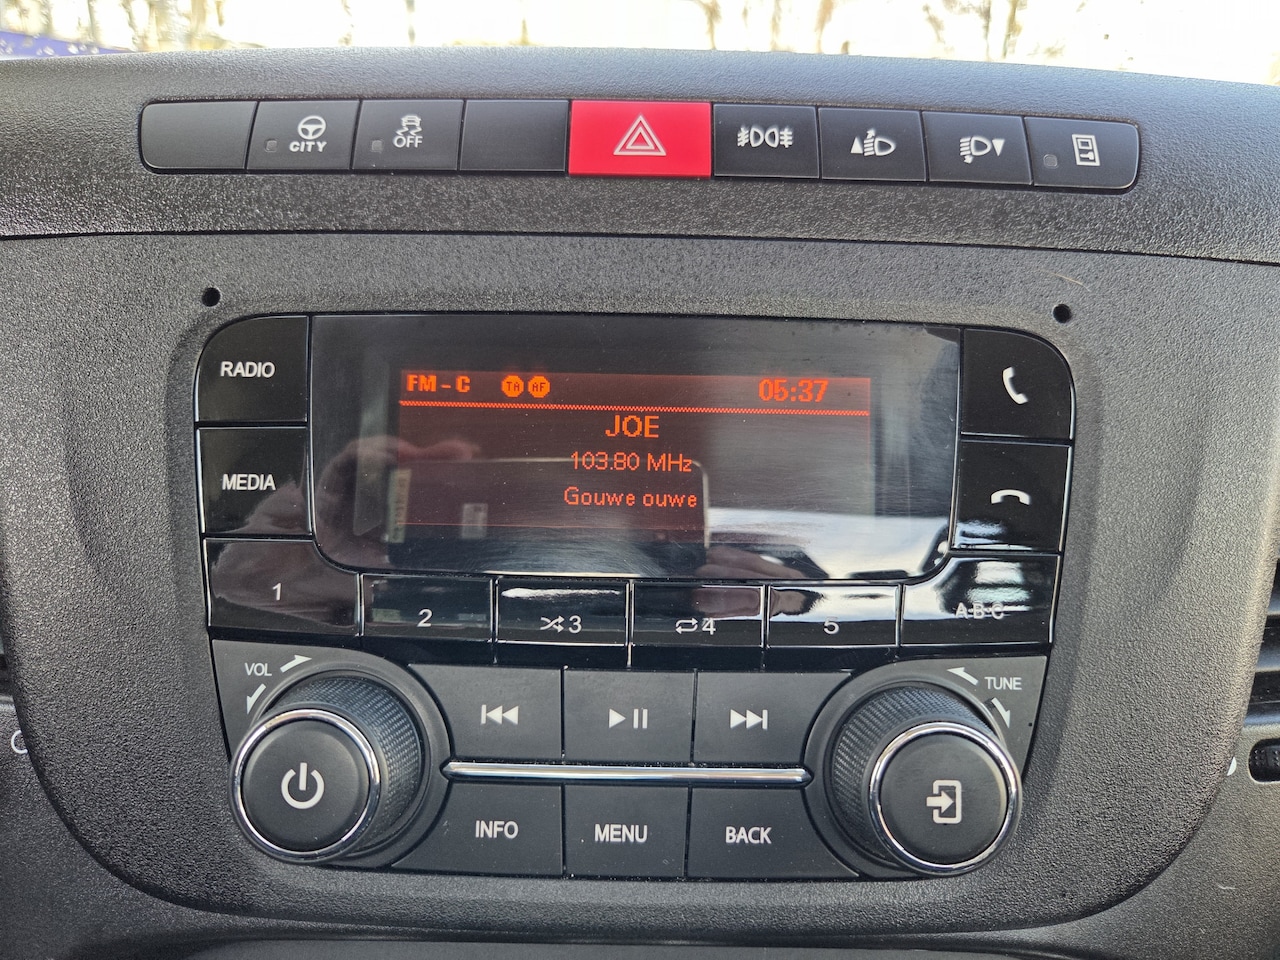 CITY
OFF
RADIO
MEDIA
FM - C TA AF 05:37
JOE
103.80 MHz
Gouwe ouwe
1
2
3
4
5
ABC
VOL
TUNE
INFO
MENU
BACK